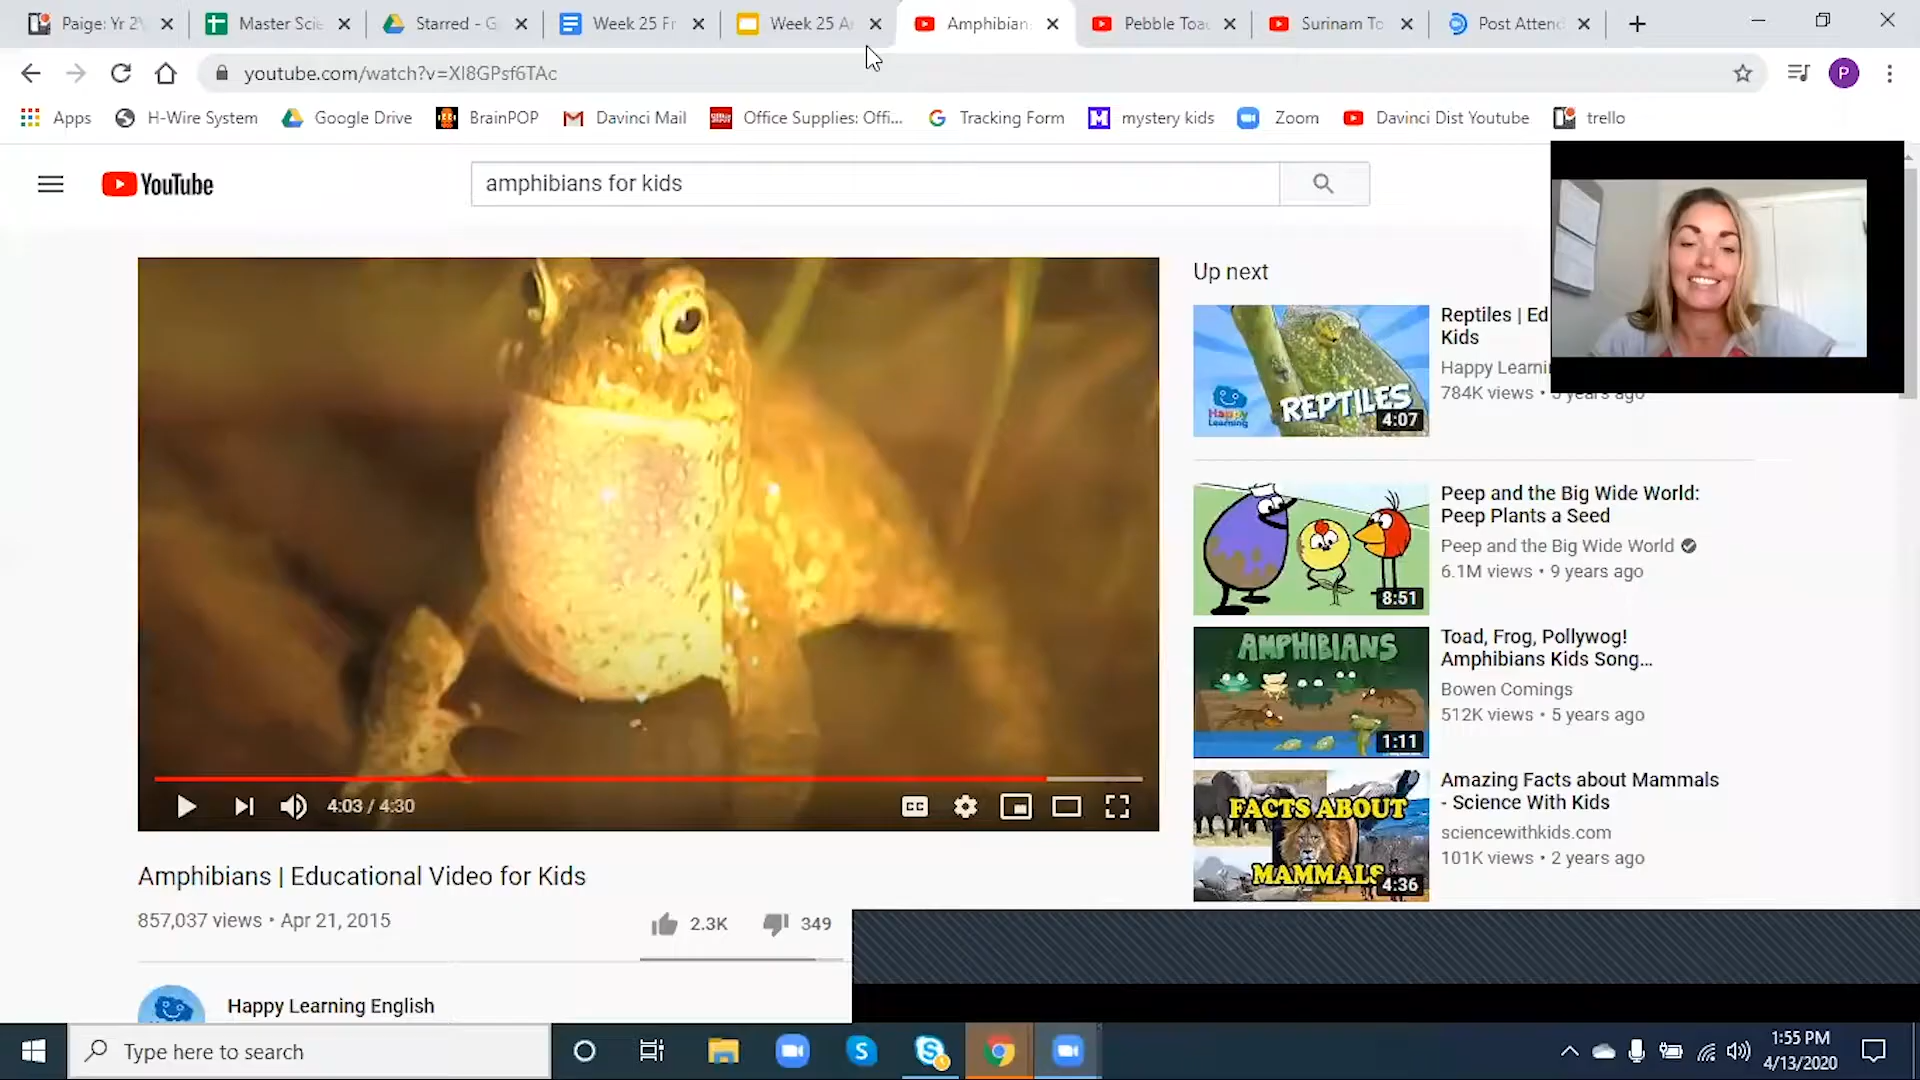 Paige: Yr 2
Master Scie
Starred - G
Week 25 Fr
Week 25 A
Amphibian
Pebble Toa
Surinam To
Post Attend
youtube.com/watch?v=Xl8GPsf6TAc
P
Apps
H-Wire System
Google Drive
BrainPOP
Davinci Mail
Office Supplies: Offi...
Tracking Form
mystery kids
Zoom
Davinci Dist Youtube
trello
YouTube
amphibians for kids
Up next
Reptiles | Ed
Kids
Happy Learni
784K views • 5 years ago
Happy Learning
REPTILES
4:07
Peep and the Big Wide World:
Peep Plants a Seed
Peep and the Big Wide World
6.1M views • 9 years ago
8:51
Toad, Frog, Pollywog!
Amphibians Kids Song...
Bowen Comings
512K views • 5 years ago
AMPHIBIANS
1:11
Amazing Facts about Mammals
- Science With Kids
sciencewithkids.com
101K views • 2 years ago
FACTS ABOUT
MAMMALS
4:36
4:03 / 4:30
CC
Amphibians | Educational Video for Kids
857,037 views • Apr 21, 2015
2.3K
349
Happy Learning English
Type here to search
1:55 PM
4/13/2020